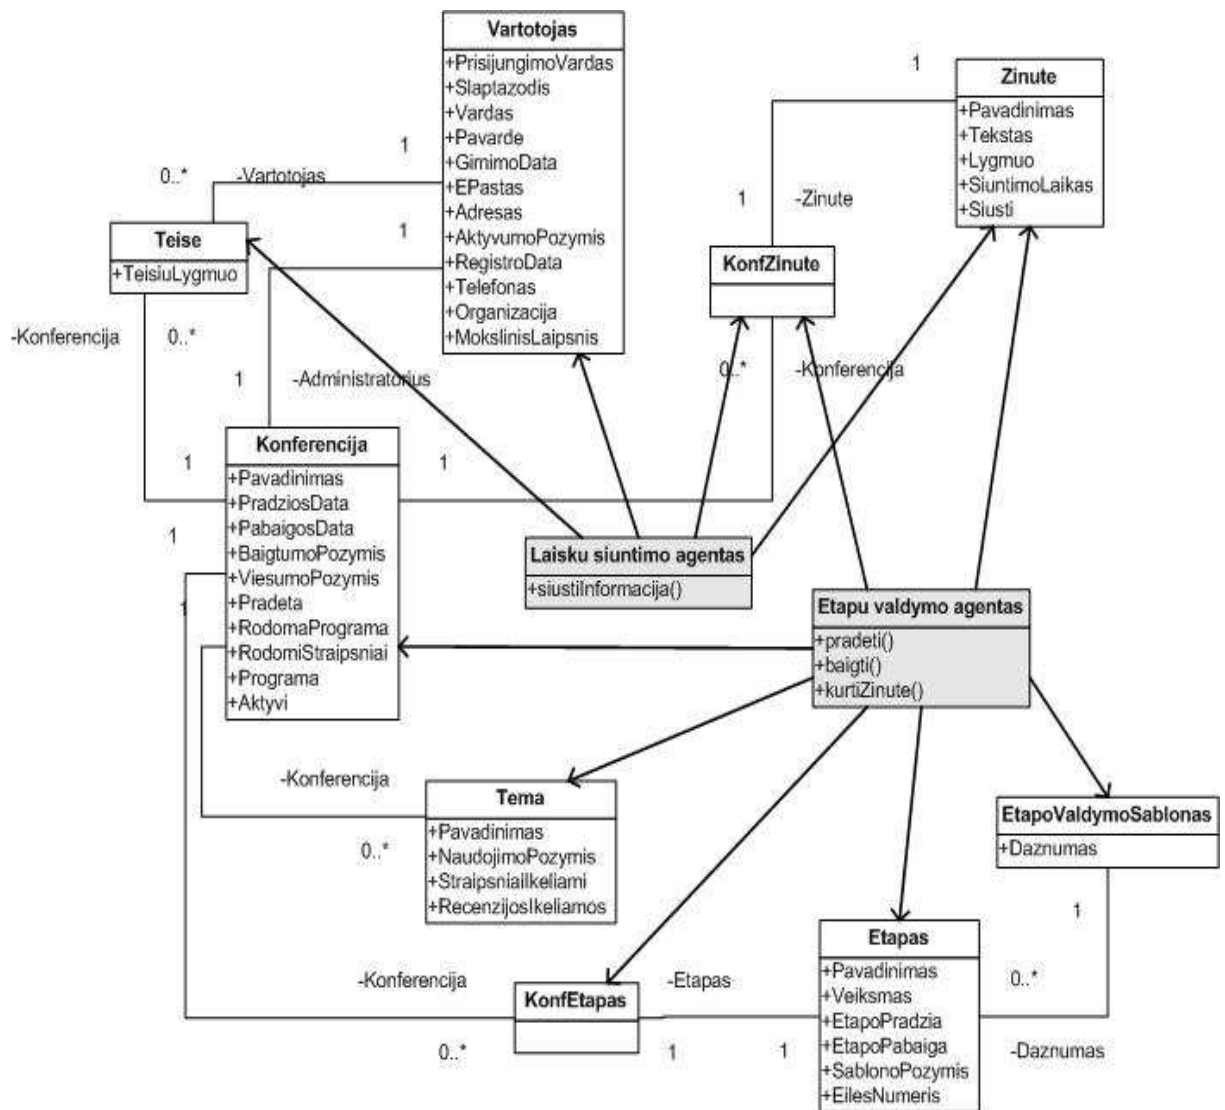 Vartotojas
+PrisijungimoVardas
+Slaptazodis
+Vardas
+Pavarde
+GimimoData
+EPastas
+Adresas
+AktyvumoPozymis
+RegistroData
+Telefonas
+Organizacija
+MokslinisLaipsnis
1
Zinute
+Pavadinimas
+Tekstas
+Lygmuo
+SiuntimoLaikas
+Siusti
1
0..*
-Vartotojas
1
-Zinute
Teise
+TeisiuLygmuo
1
KonfZinute
-Konferencija
0..*
1
-Administratorius
0..*
-Konferencija
Konferencija
+Pavadinimas
+PradziosData
+PabaigosData
+BaigtumoPozymis
+ViesumoPozymis
+Pradeta
+RodomaPrograma
+RodomiStraipsniai
+Programa
+Aktyvi
1
1
1
1
Laisku siuntimo agentas
+siustiInformacija()
Etapu valdymo agentas
+pradeti()
+baigti()
+kurtiZinute()
-Konferencija
0..*
Tema
+Pavadinimas
+NaudojimoPozymis
+StraipsniaiIkeliami
+RecenzijosIkeliamos
EtapoValdymoSablonas
+Daznumas
1
0..*
-Daznumas
Etapas
+Pavadinimas
+Veiksmas
+EtapoPradzia
+EtapoPabaiga
+SablonoPozymis
+EilesNumeris
-Konferencija
KonfEtapas
-Etapas
0..*
1
1